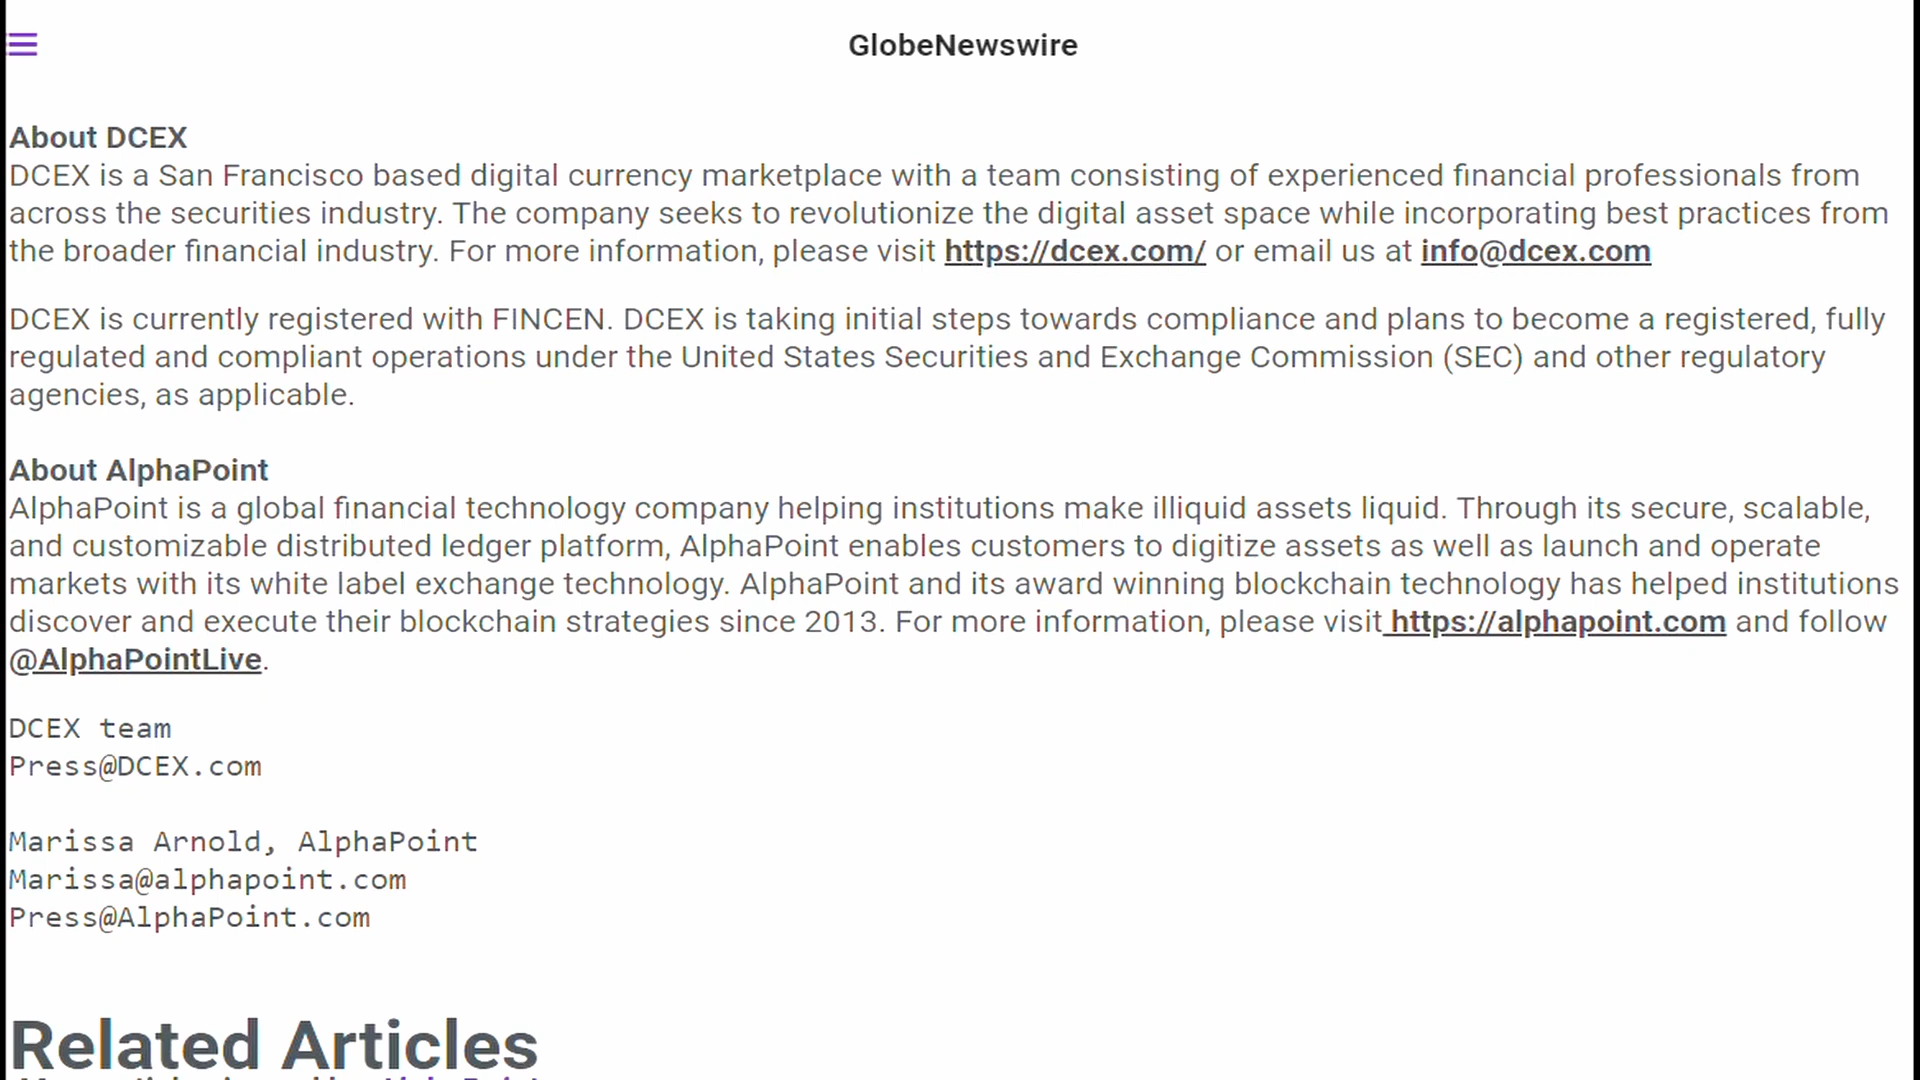 GlobeNewswire
About DCEX
DCEX is a San Francisco based digital currency marketplace with a team consisting of experienced financial professionals from
across the securities industry. The company seeks to revolutionize the digital asset space while incorporating best practices from
the broader financial industry. For more information, please visit https://dcex.com/ or email us at info@dcex.com
DCEX is currently registered with FINCEN. DCEX is taking initial steps towards compliance and plans to become a registered, fully
regulated and compliant operations under the United States Securities and Exchange Commission (SEC) and other regulatory
agencies, as applicable.
About AlphaPoint
AlphaPoint is a global financial technology company helping institutions make illiquid assets liquid. Through its secure, scalable,
and customizable distributed ledger platform, AlphaPoint enables customers to digitize assets as well as launch and operate
markets with its white label exchange technology. AlphaPoint and its award winning blockchain technology has helped institutions
discover and execute their blockchain strategies since 2013. For more information, please visit https://alphapoint.com and follow
@AlphaPointLive.
DCEX team
Press@DCEX.com
Marissa Arnold, AlphaPoint
Marissa@alphapoint.com
Press@AlphaPoint.com
Related Articles